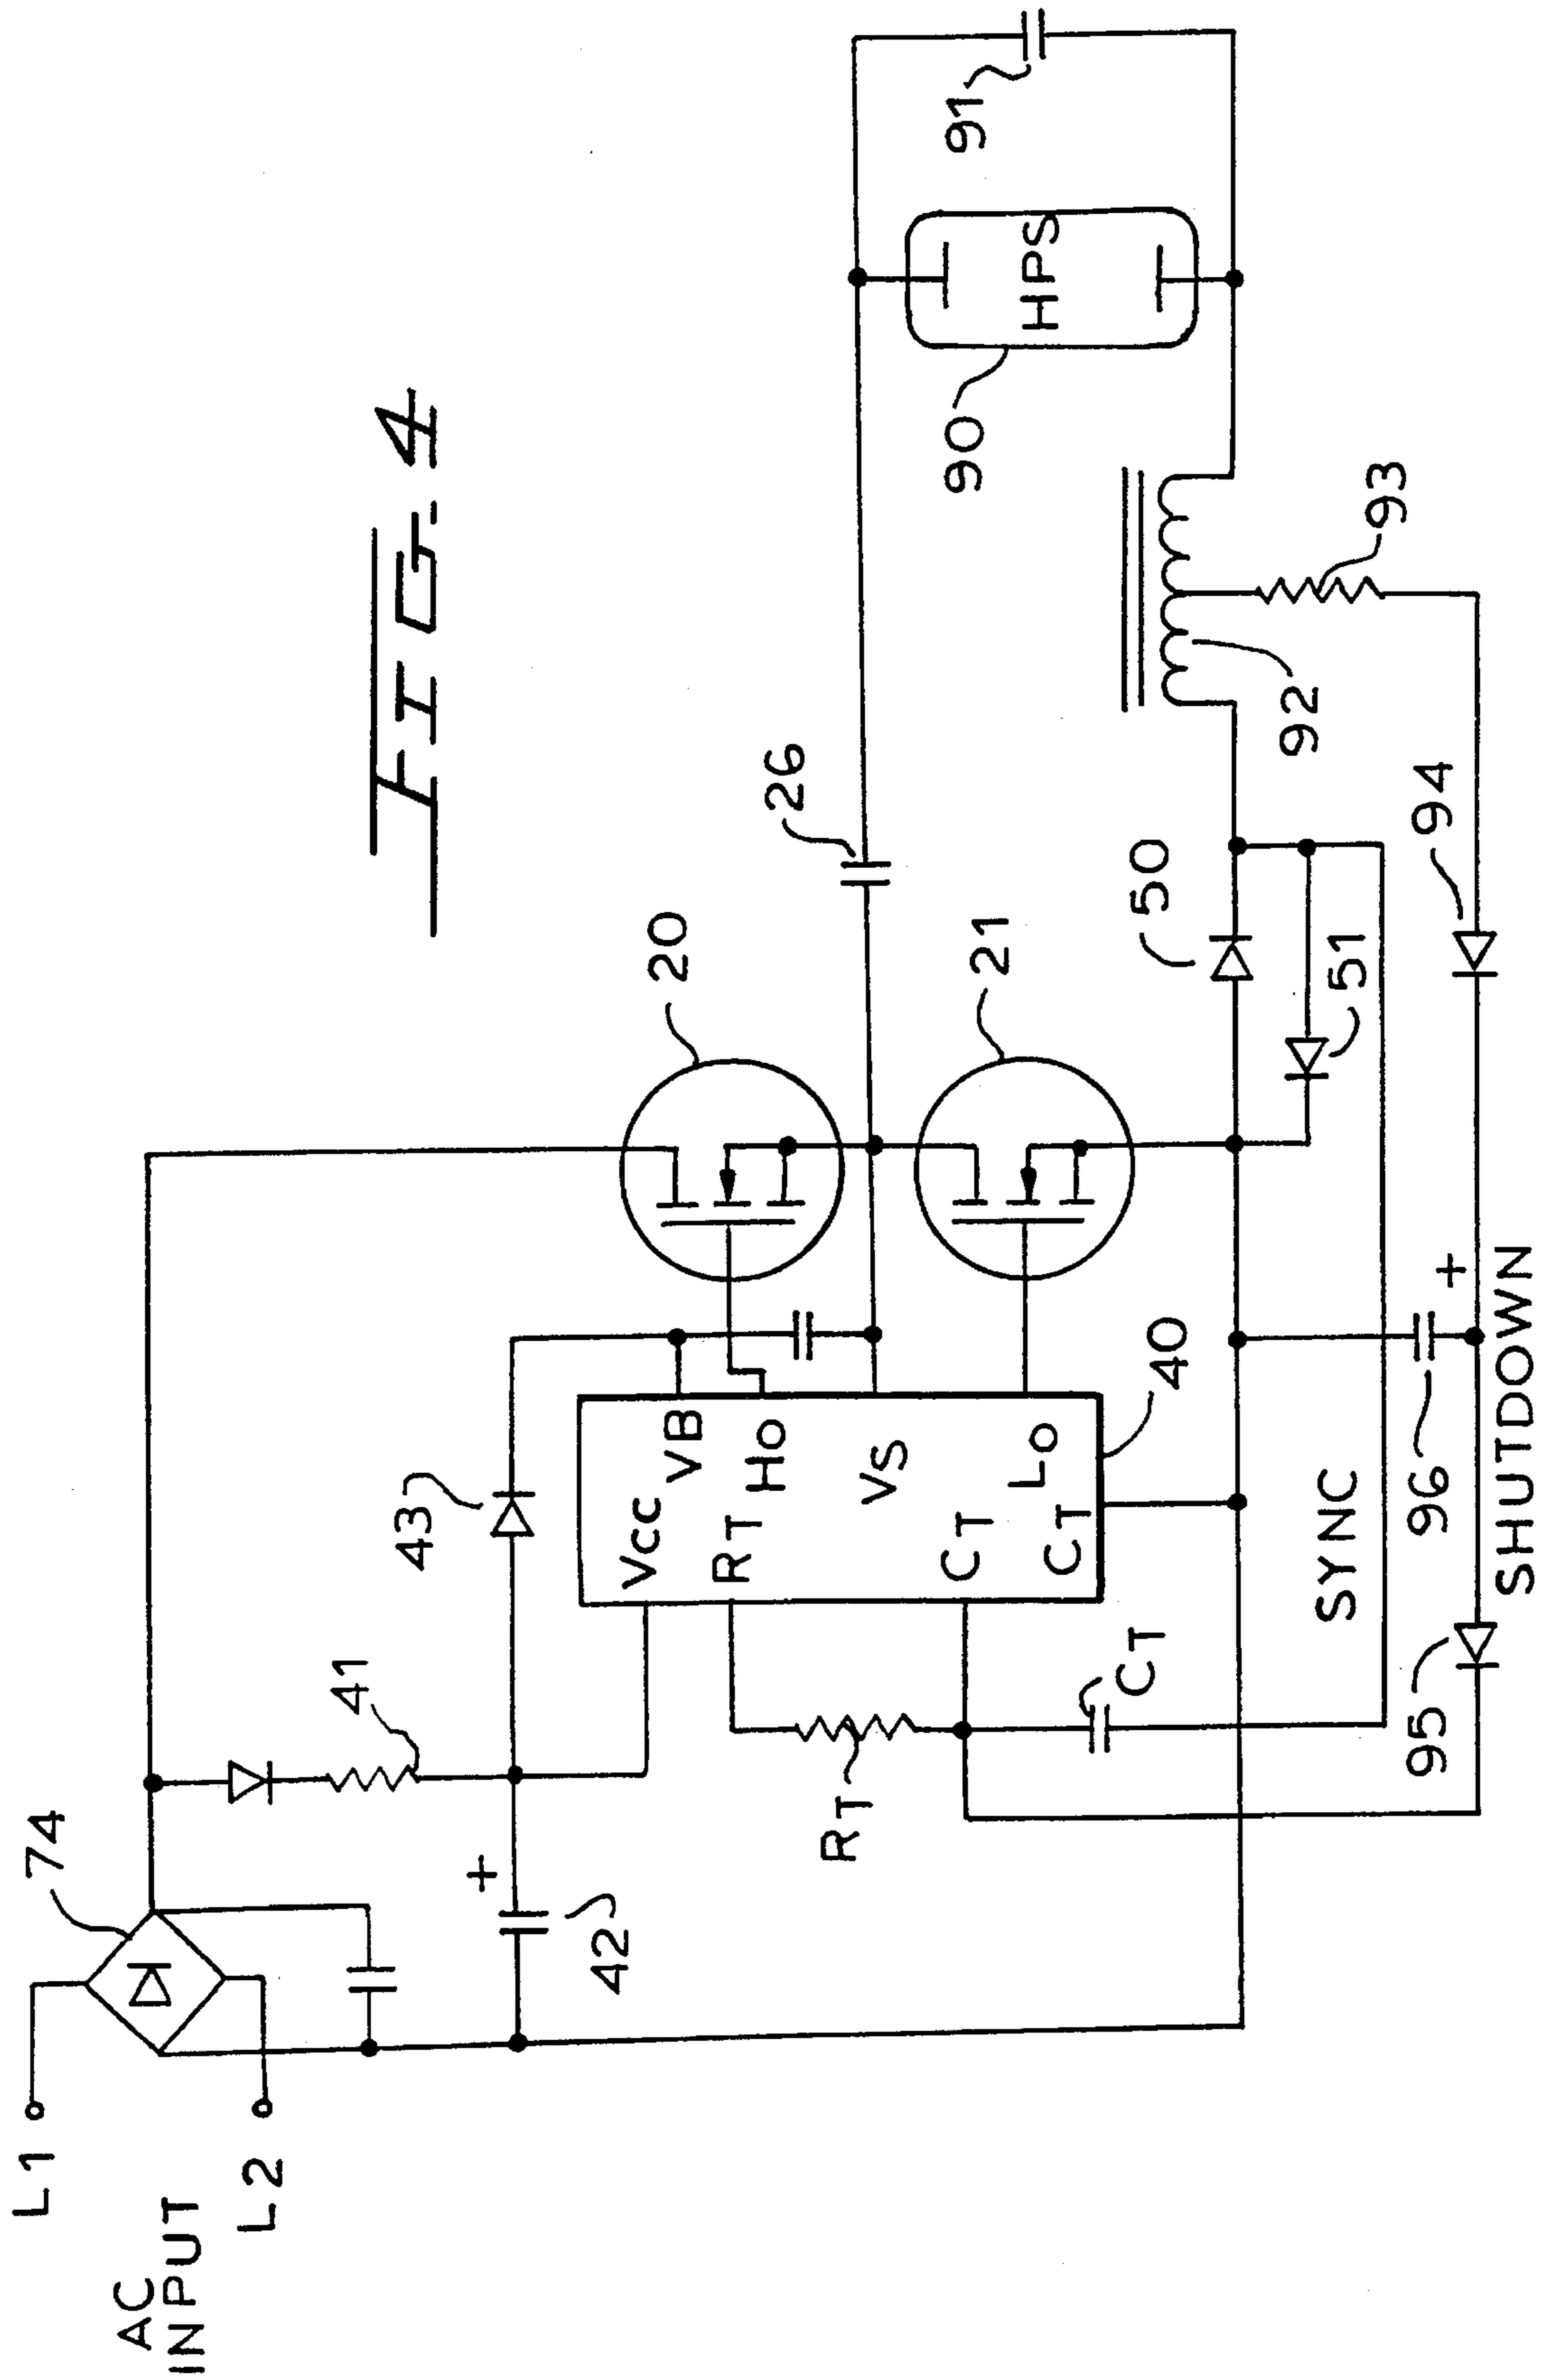 FIG. 4
L1
AC
INPUT
L2
74
41
42
43
20
26
21
VCC
VB
RT
HO
VS
CT
LO
CT
40
RT
CT
50
51
90
HPS
91
92
93
94
SYNC
95
96
+
+
SHUTDOWN